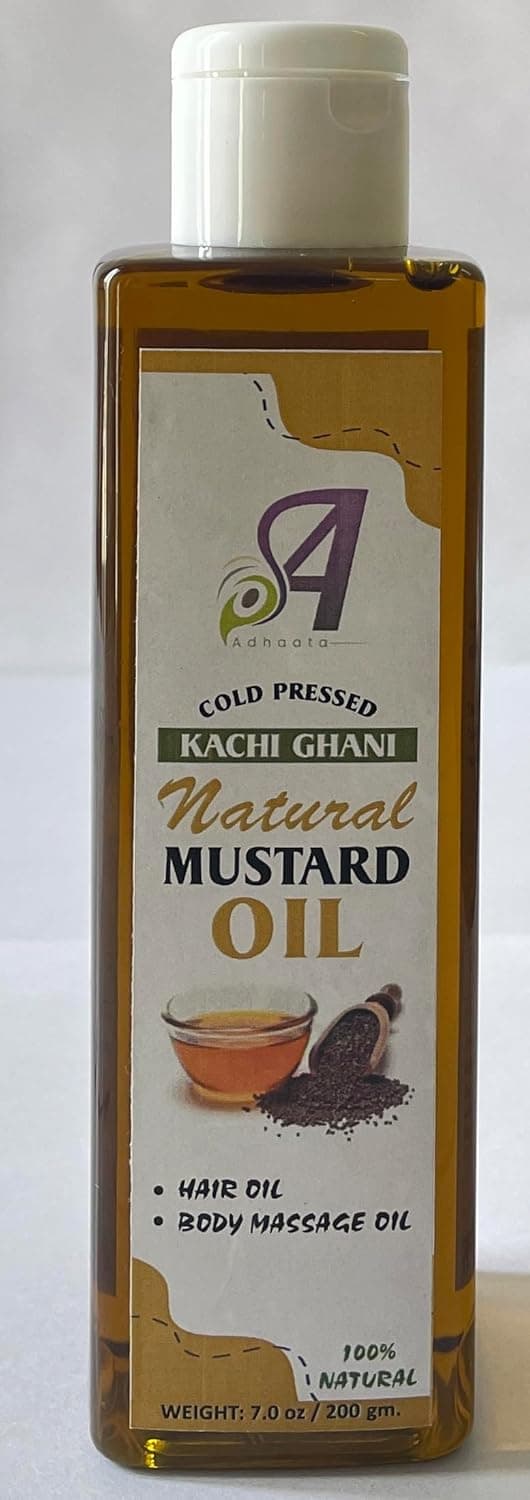 A
Adhaata
COLD PRESSED
KACHI GHANI
Natural
MUSTARD
OIL
• HAIR OIL
• BODY MASSAGE OIL
100%
NATURAL
WEIGHT: 7.0 oz / 200 gm.